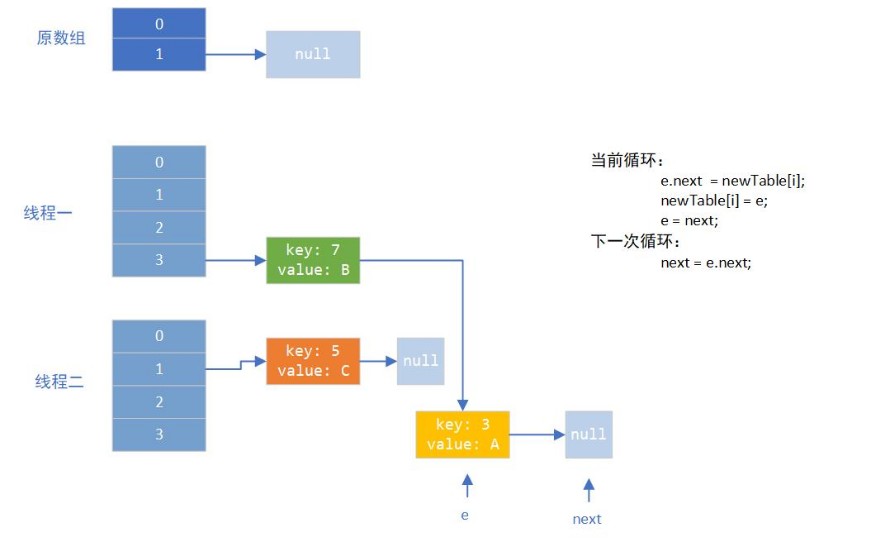 原数组
0
1
null
线程一
0
1
2
3
key: 7
value: B
当前循环:
e.next = newTable[i];
newTable[i] = e;
e = next;
下一次循环:
next = e.next;
线程二
0
1
2
3
key: 5
value: C
null
key: 3
value: A
null
e
next